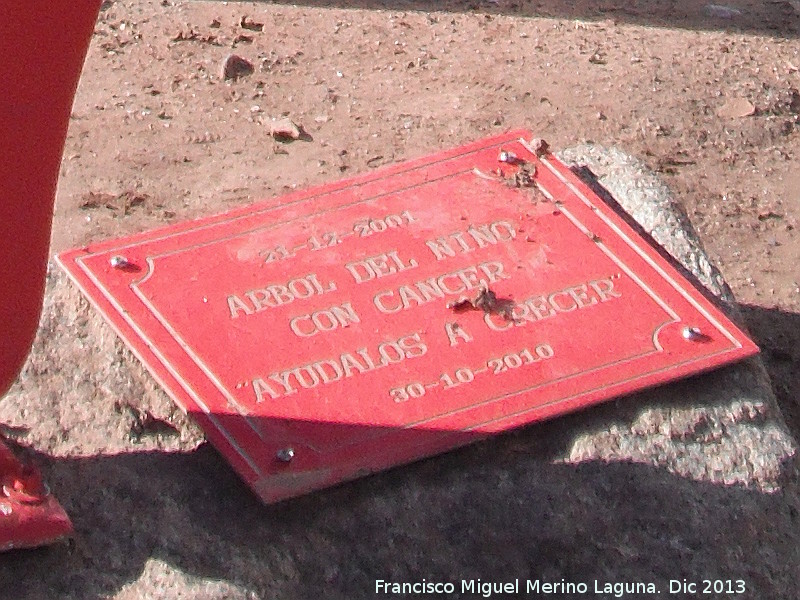 21-12-2001
ARBOL DEL NIÑO
CON CANCER
"AYUDALOS A CRECER"
30-10-2010
Francisco Miguel Merino Laguna. Dic 2013